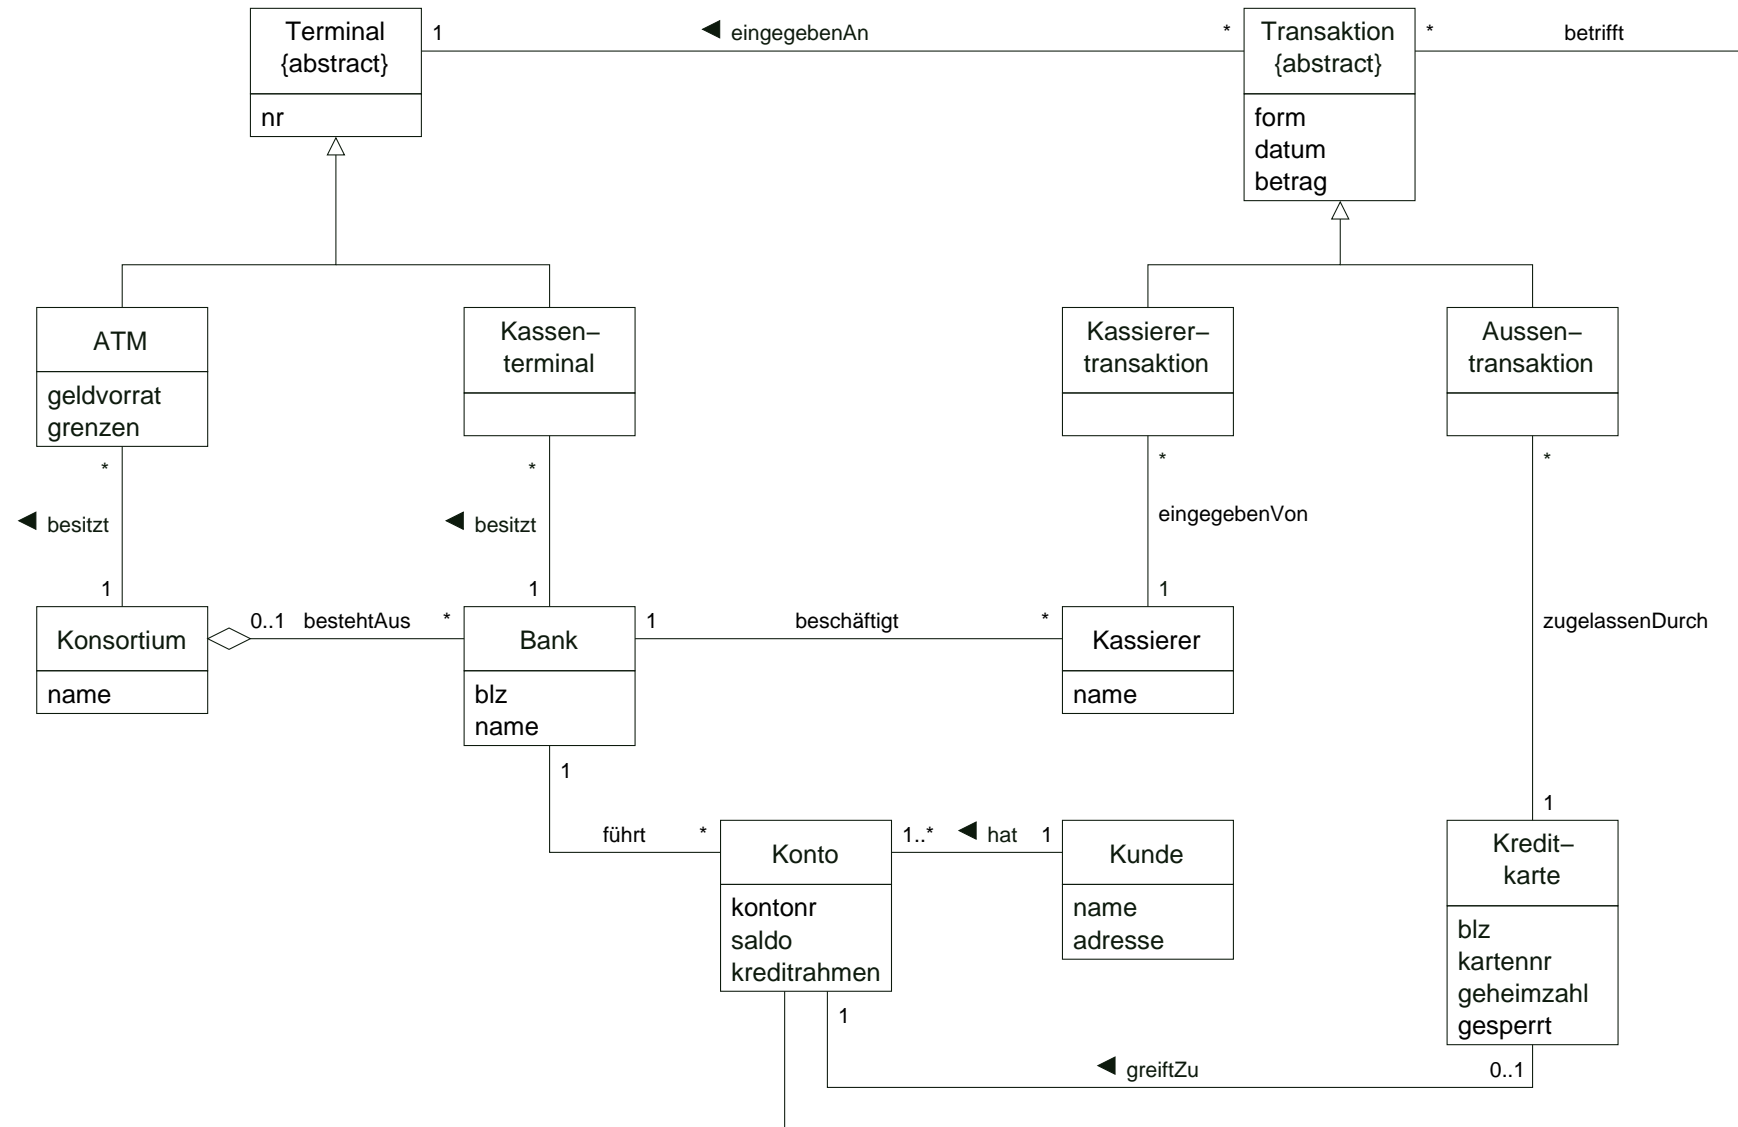 Terminal
{abstract}
nr
1
◄ eingegebenAn
*
Transaktion
{abstract}
form
datum
betrag
*
betrifft
ATM
geldvorrat
grenzen
Kassen–
terminal
Kassierer–
transaktion
Aussen–
transaktion
*
◄ besitzt
1
*
◄ besitzt
1
*
eingegebenVon
1
*
zugelassenDurch
1
Konsortium
name
0..1 bestehtAus *
Bank
blz
name
1 beschäftigt *
Kassierer
name
1
führt *
Konto
kontonr
saldo
kreditrahmen
1..* ◄ hat 1
Kunde
name
adresse
Kredit–
karte
blz
kartennr
geheimzahl
gesperrt
1
◄ greiftZu
0..1